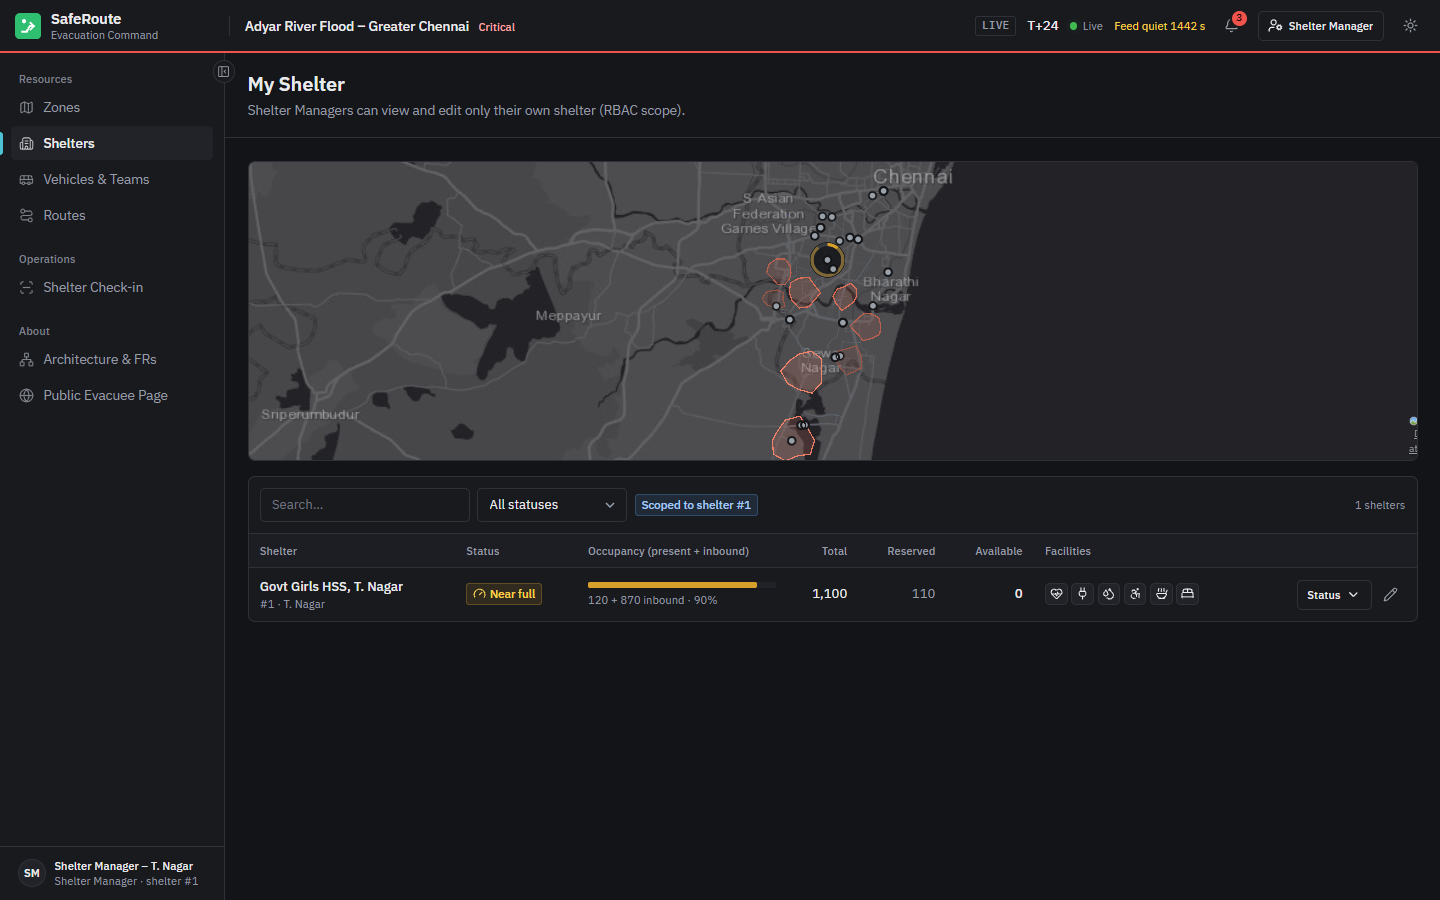 SafeRoute
Evacuation Command
Adyar River Flood – Greater Chennai Critical
LIVE T+24 Live Feed quiet 1442 s 3 Shelter Manager
Resources
Zones
Shelters
Vehicles & Teams
Routes
Operations
Shelter Check-in
About
Architecture & FRs
Public Evacuee Page
SM
Shelter Manager – T. Nagar
Shelter Manager · shelter #1
My Shelter
Shelter Managers can view and edit only their own shelter (RBAC scope).
Chennai
S Asian
Federation
Games Village
Bharathi
Nagar
Meppayur
Nagar
Sriperumbudur
Search...
All statuses
Scoped to shelter #1
1 shelters
Shelter Status Occupancy (present + inbound) Total Reserved Available Facilities
Govt Girls HSS, T. Nagar
#1 · T. Nagar
Near full
120 + 870 inbound · 90%
1,100 110 0
Status